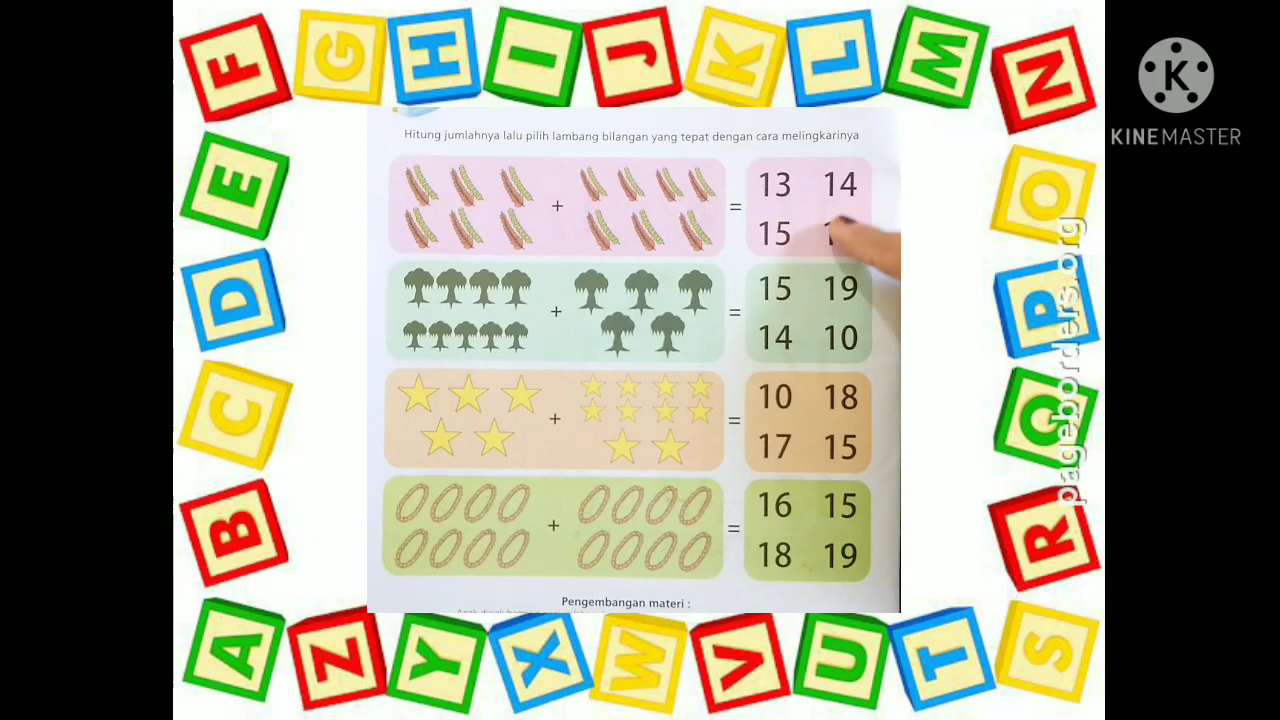 F G H I J K L M N
KINEMASTER
E O
D P
C Q
B R
A Z Y X W V U T S
pageborders.org
Hitung jumlahnya lalu pilih lambang bilangan yang tepat dengan cara melingkarinya
+ = 13 14
15
+ = 15 19
14 10
+ = 10 18
17 15
+ = 16 15
18 19
Pengembangan materi :